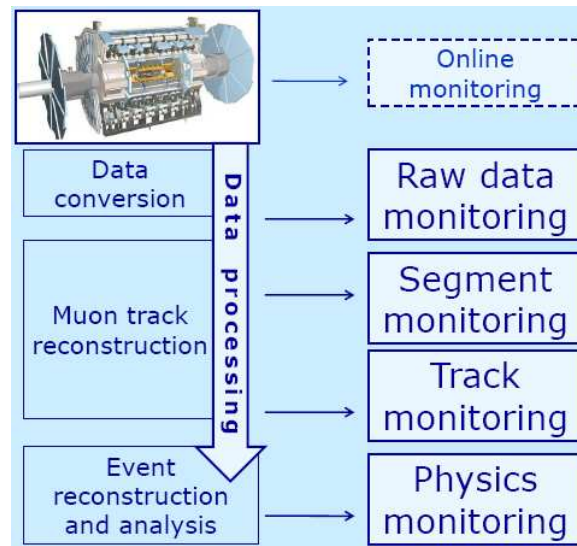 Online
monitoring
Data
conversion
Data processing
Raw data
monitoring
Muon track
reconstruction
Segment
monitoring
Track
monitoring
Event
reconstruction
and analysis
Physics
monitoring